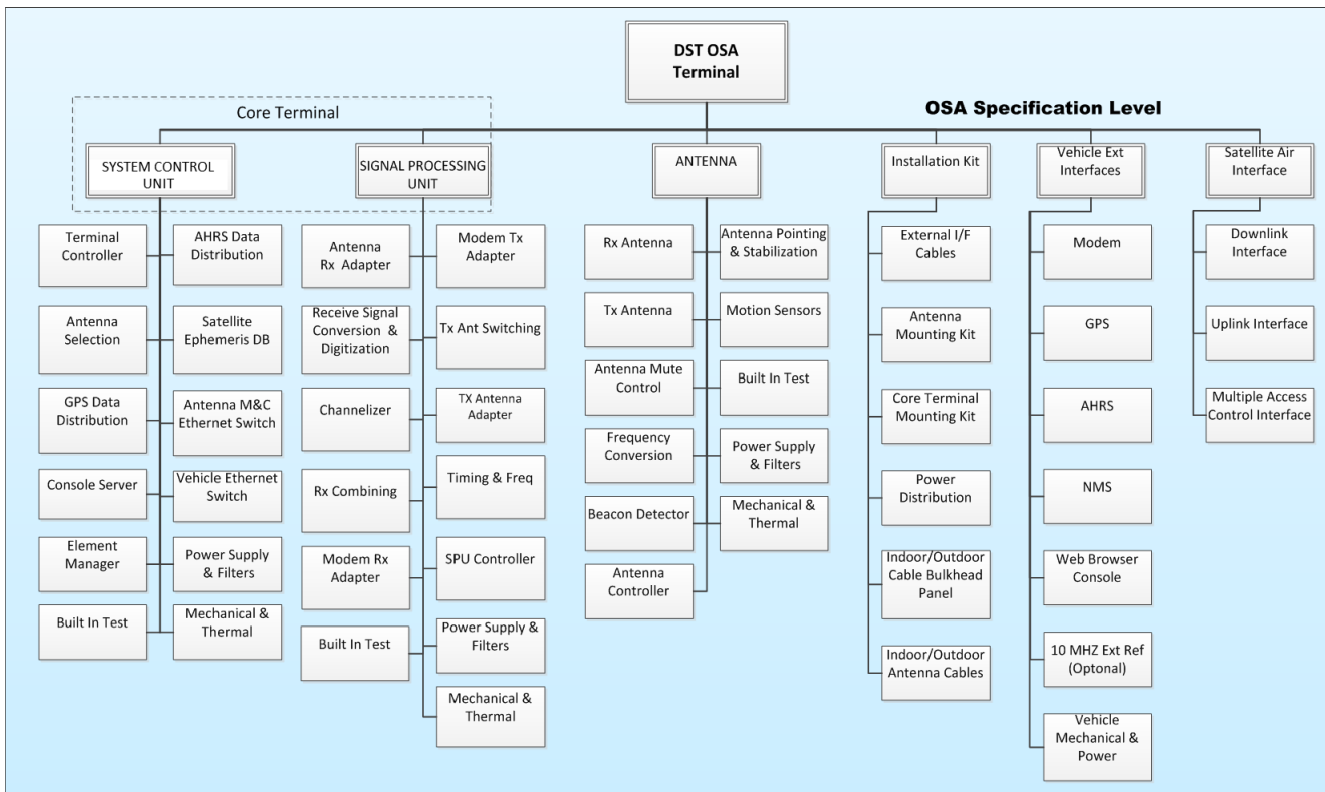 DST OSA
Terminal
Core Terminal
OSA Specification Level
SYSTEM CONTROL
UNIT
SIGNAL PROCESSING
UNIT
ANTENNA
Installation Kit
Vehicle Ext
Interfaces
Satellite Air
Interface
Terminal
Controller
AHRS Data
Distribution
Antenna
Selection
Satellite
Ephemeris DB
GPS Data
Distribution
Antenna M&C
Ethernet Switch
Console Server
Vehicle Ethernet
Switch
Element
Manager
Power Supply
& Filters
Built In Test
Mechanical &
Thermal
Antenna
Rx Adapter
Modem Tx
Adapter
Receive Signal
Conversion &
Digitization
Tx Ant Switching
Channelizer
TX Antenna
Adapter
Rx Combining
Timing & Freq
Modem Rx
Adapter
SPU Controller
Built In Test
Power Supply &
Filters
Mechanical &
Thermal
Rx Antenna
Antenna Pointing
& Stabilization
Tx Antenna
Motion Sensors
Antenna Mute
Control
Built In Test
Frequency
Conversion
Power Supply
& Filters
Beacon Detector
Mechanical &
Thermal
Antenna
Controller
External I/F
Cables
Antenna
Mounting Kit
Core Terminal
Mounting Kit
Power
Distribution
Indoor/Outdoor
Cable Bulkhead
Panel
Indoor/Outdoor
Antenna Cables
Modem
GPS
AHRS
NMS
Web Browser
Console
10 MHZ Ext Ref
(Optonal)
Vehicle
Mechanical &
Power
Downlink
Interface
Uplink Interface
Multiple Access
Control Interface